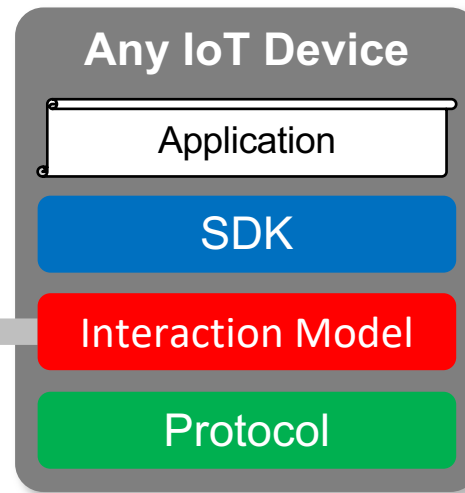 Any IoT Device
Application
SDK
Interaction Model
Protocol